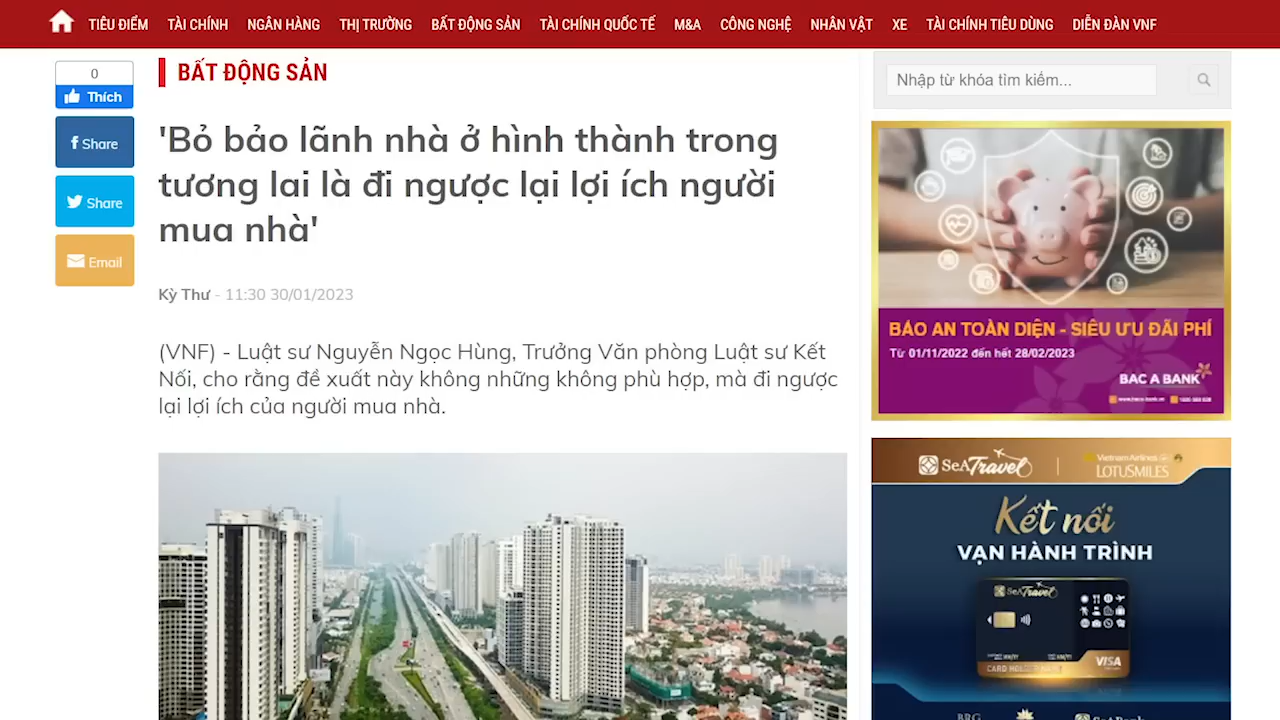 TIÊU ĐIỂM TÀI CHÍNH NGÂN HÀNG THỊ TRƯỜNG BẤT ĐỘNG SẢN TÀI CHÍNH QUỐC TẾ M&A CÔNG NGHỆ NHÂN VẬT XE TÀI CHÍNH TIÊU DÙNG DIỄN ĐÀN VNF
0
Thích
Share
Share
Email
BẤT ĐỘNG SẢN
'Bỏ bảo lãnh nhà ở hình thành trong
tương lai là đi ngược lại lợi ích người
mua nhà'
Kỳ Thư - 11:30 30/01/2023
(VNF) - Luật sư Nguyễn Ngọc Hùng, Trưởng Văn phòng Luật sư Kết
Nối, cho rằng đề xuất này không những không phù hợp, mà đi ngược
lại lợi ích của người mua nhà.
Nhập từ khóa tìm kiếm...
BẢO AN TOÀN DIỆN - SIÊU ƯU ĐÃI PHÍ
Từ 01/11/2022 đến hết 28/02/2023
BAC A BANK
SeATravel
Vietnam Airlines
LOTUSMILES
Kết nối
VẠN HÀNH TRÌNH
SeATravel
VISA
BRG
SeABank